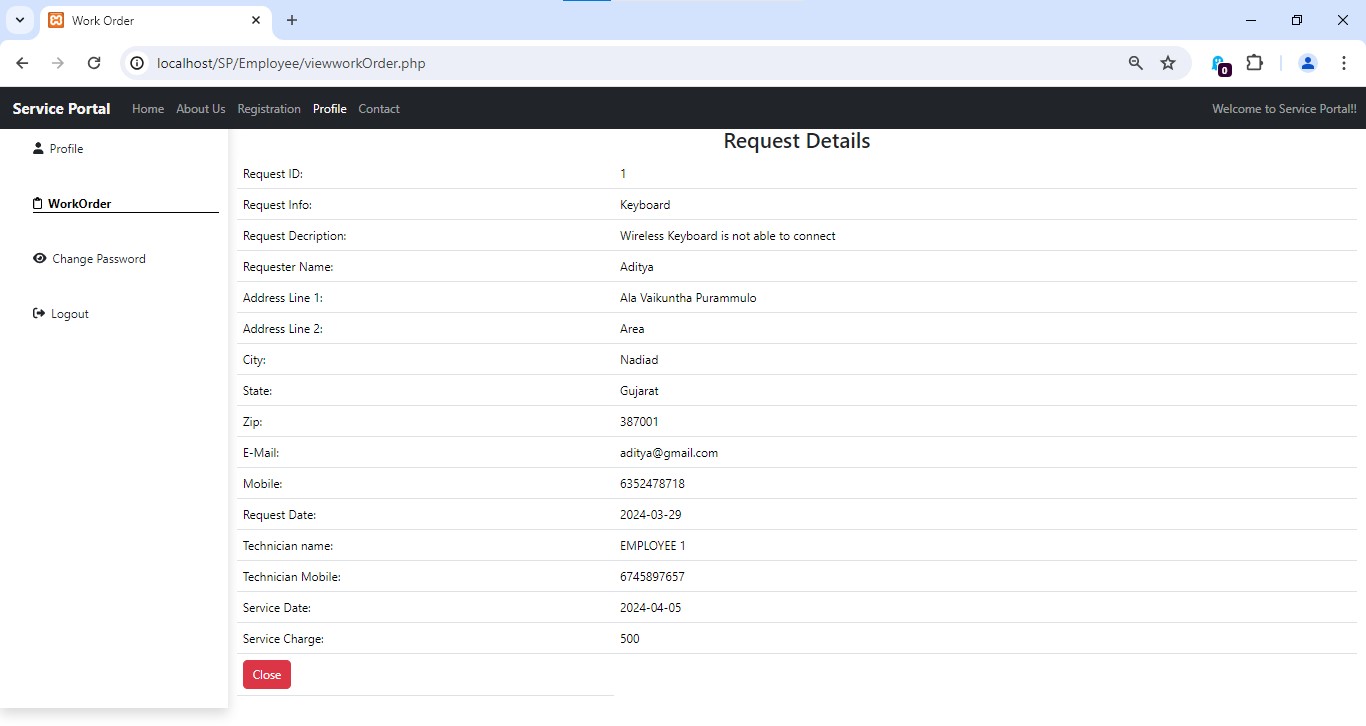 Work Order
localhost/SP/Employee/viewworkOrder.php
0
Service Portal Home About Us Registration Profile Contact Welcome to Service Portal!!
Profile
WorkOrder
Change Password
Logout
Request Details
Request ID: 1
Request Info: Keyboard
Request Decription: Wireless Keyboard is not able to connect
Requester Name: Aditya
Address Line 1: Ala Vaikuntha Purammulo
Address Line 2: Area
City: Nadiad
State: Gujarat
Zip: 387001
E-Mail: aditya@gmail.com
Mobile: 6352478718
Request Date: 2024-03-29
Technician name: EMPLOYEE 1
Technician Mobile: 6745897657
Service Date: 2024-04-05
Service Charge: 500
Close